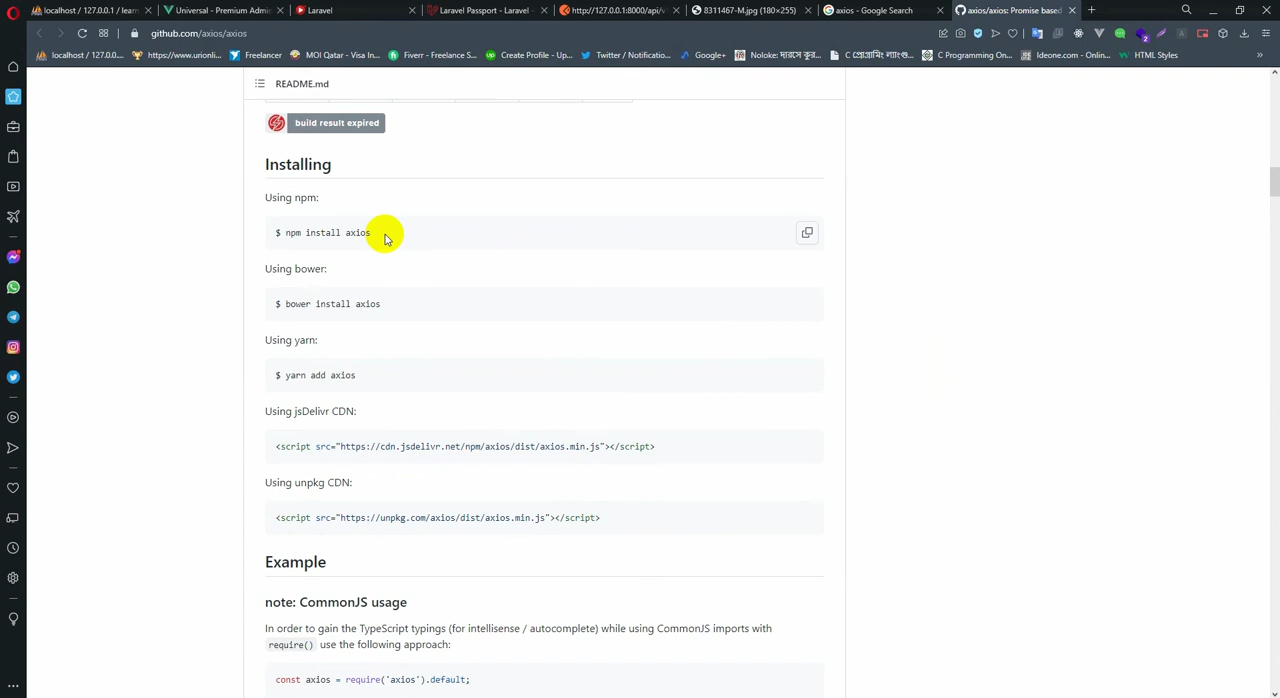 localhost / 127.0.0.1 / learn
Universal - Premium Admi
Laravel
Laravel Passport - Laravel -
http://127.0.0.1:8000/api/v
8311467-M.jpg (180×255)
axios - Google Search
axios/axios: Promise based
github.com/axios/axios
localhost / 127.0.0....
https://www.urionli...
Freelancer
MOI Qatar - Visa In...
Fiverr - Freelance S...
Create Profile - Up...
Twitter / Notificatio...
Google+
C Programming On...
Ideone.com - Onlin...
HTML Styles
README.md
build result expired
Installing
Using npm:
$ npm install axios
Using bower:
$ bower install axios
Using yarn:
$ yarn add axios
Using jsDelivr CDN:
<script src="https://cdn.jsdelivr.net/npm/axios/dist/axios.min.js"></script>
Using unpkg CDN:
<script src="https://unpkg.com/axios/dist/axios.min.js"></script>
Example
note: CommonJS usage
In order to gain the TypeScript typings (for intellisense / autocomplete) while using CommonJS imports with
require() use the following approach:
const axios = require('axios').default;